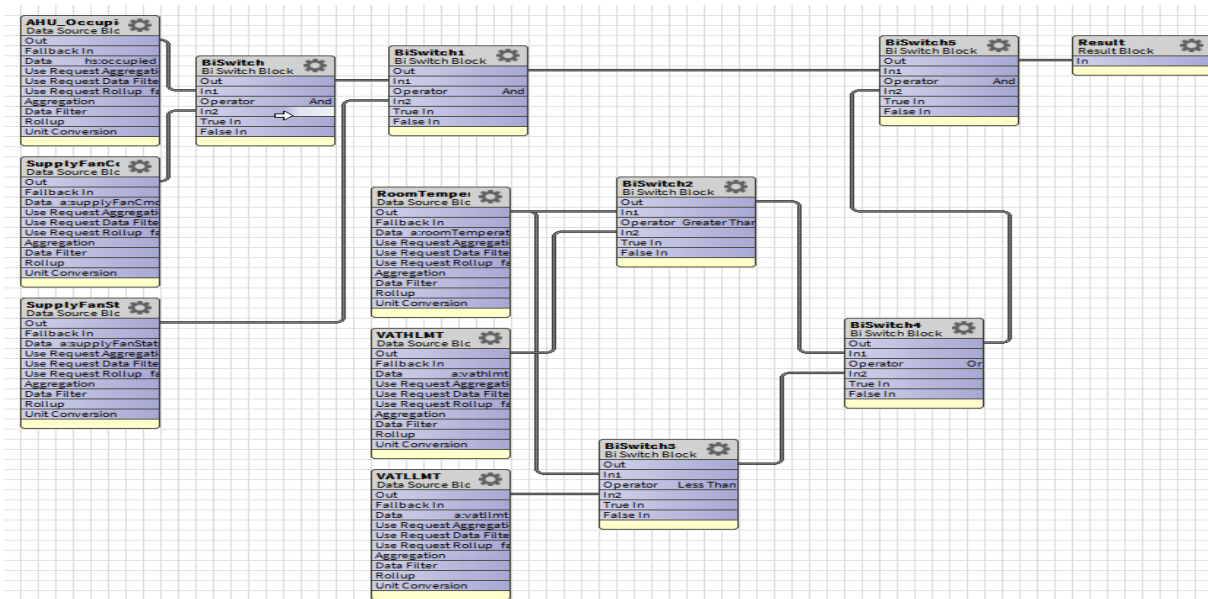 AHU_Occupi
Data Source Blc
Out
Fallback In
Data hs:occupied
Use Request Aggregati
Use Request Data Filte
Use Request Rollup fa
Aggregation
Data Filter
Rollup
Unit Conversion
SupplyFanCo
Data Source Blc
Out
Fallback In
Data a:supplyFanCmd
Use Request Aggregati
Use Request Data Filte
Use Request Rollup fa
Aggregation
Data Filter
Rollup
Unit Conversion
SupplyFanSt
Data Source Blc
Out
Fallback In
Data a:supplyFanStat
Use Request Aggregati
Use Request Data Filte
Use Request Rollup fa
Aggregation
Data Filter
Rollup
Unit Conversion
BiSwitch
Bi Switch Block
Out
In1
Operator And
In2
True In
False In
BiSwitch1
Bi Switch Block
Out
In1
Operator And
In2
True In
False In
RoomTemper
Data Source Blc
Out
Fallback In
Data a:roomTemperat
Use Request Aggregati
Use Request Data Filte
Use Request Rollup fa
Aggregation
Data Filter
Rollup
Unit Conversion
VATHLMT
Data Source Blc
Out
Fallback In
Data a:vathlmt
Use Request Aggregati
Use Request Data Filte
Use Request Rollup fa
Aggregation
Data Filter
Rollup
Unit Conversion
VATLLMT
Data Source Blc
Out
Fallback In
Data a:vatllmt
Use Request Aggregati
Use Request Data Filte
Use Request Rollup fa
Aggregation
Data Filter
Rollup
Unit Conversion
BiSwitch2
Bi Switch Block
Out
In1
Operator Greater Than
In2
True In
False In
BiSwitch3
Bi Switch Block
Out
In1
Operator Less Than
In2
True In
False In
BiSwitch4
Bi Switch Block
Out
In1
Operator Or
In2
True In
False In
BiSwitch5
Bi Switch Block
Out
In1
Operator And
In2
True In
False In
Result
Result Block
In